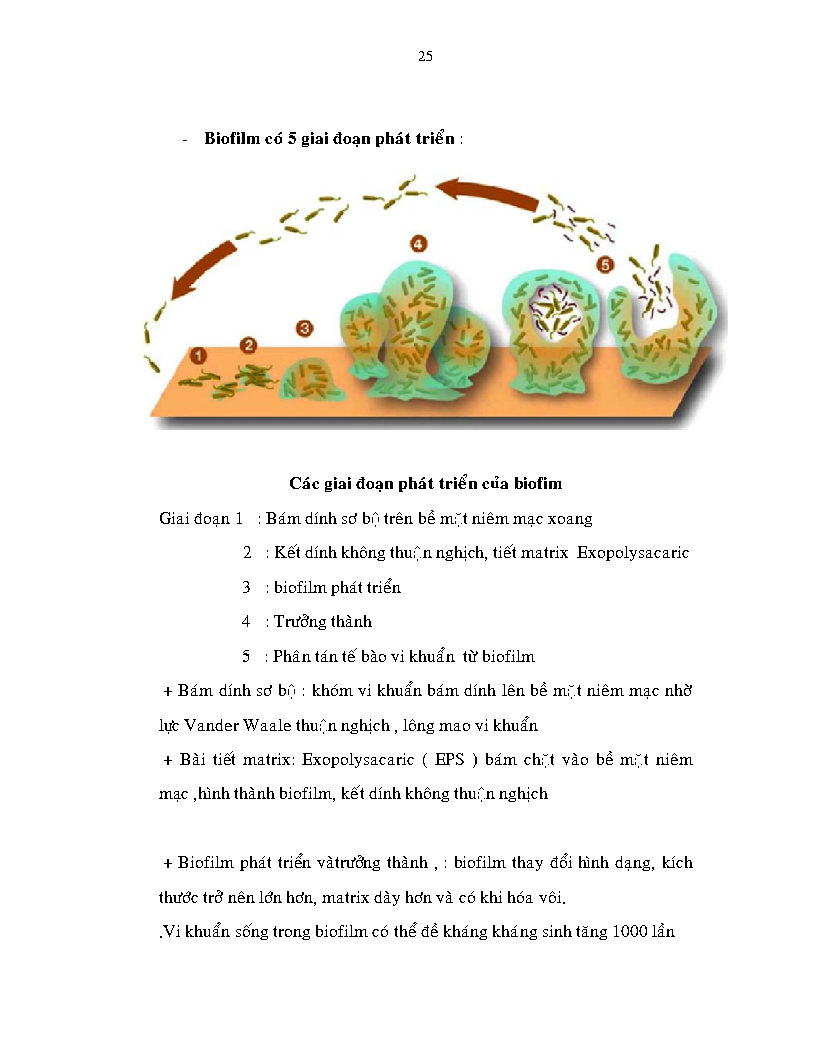 25
- Biofilm có 5 giai đoạn phát triển :
4
5
3
2
1
Các giai đoạn phát triển của biofim
Giai đoạn 1 : Bám dính sơ bộ trên bề mặt niêm mạc xoang
2 : Kết dính không thuận nghịch, tiết matrix Exopolysacaric
3 : biofilm phát triển
4 : Trưởng thành
5 : Phân tán tế bào vi khuẩn từ biofilm
+ Bám dính sơ bộ : khóm vi khuẩn bám dính lên bề mặt niêm mạc nhờ
lực Vander Waale thuận nghịch , lông mao vi khuẩn
+ Bài tiết matrix: Exopolysacaric ( EPS ) bám chặt vào bề mặt niêm
mạc ,hình thành biofilm, kết dính không thuận nghịch
+ Biofilm phát triển vàtrưởng thành , : biofilm thay đổi hình dạng, kích
thước trở nên lớn hơn, matrix dày hơn và có khi hóa vôi.
.Vi khuẩn sống trong biofilm có thể đề kháng kháng sinh tăng 1000 lần